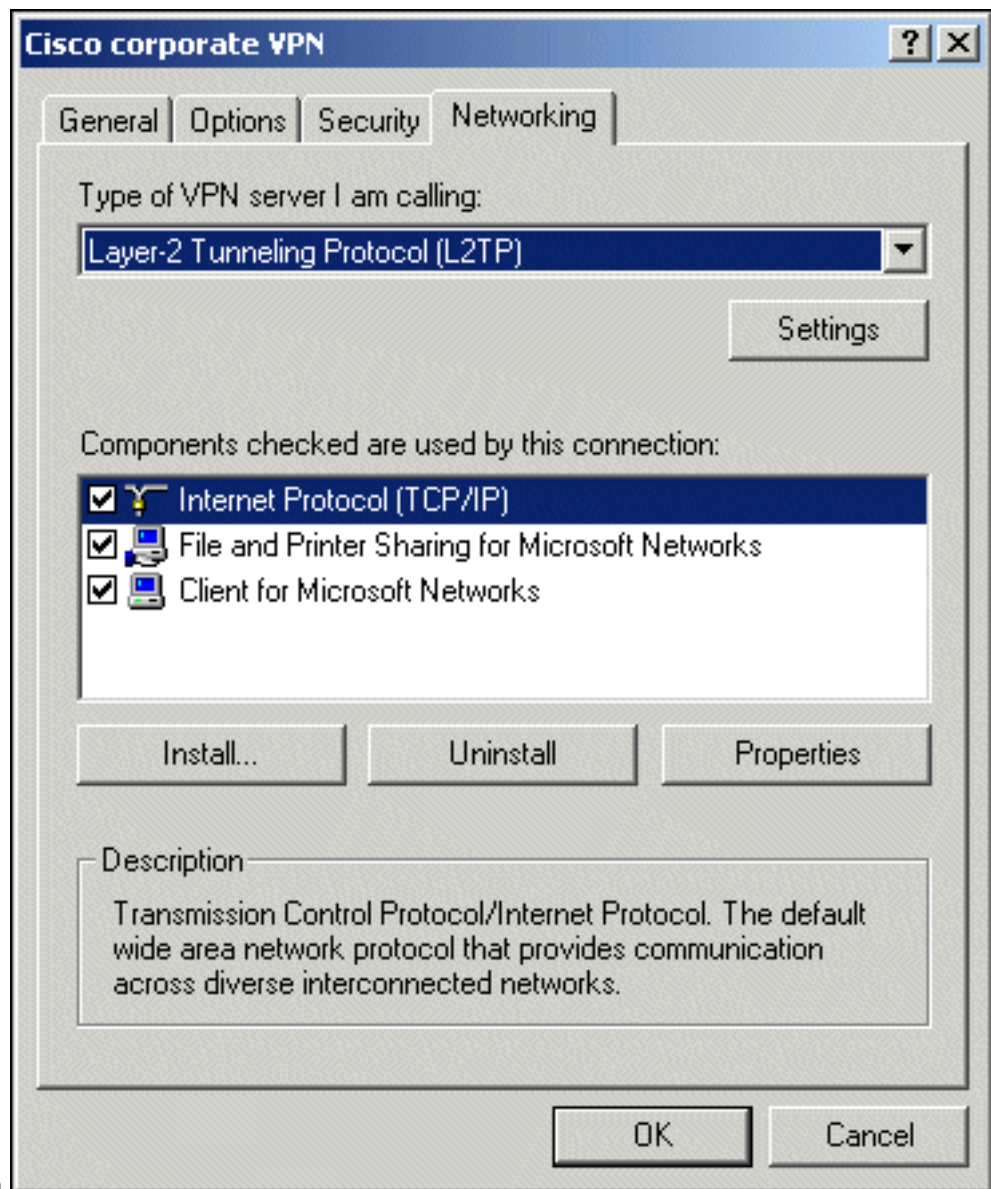 Cisco corporate VPN
General
Options
Security
Networking
Type of VPN server I am calling:
Layer-2 Tunneling Protocol (L2TP)
Settings
Components checked are used by this connection:
Internet Protocol (TCP/IP)
File and Printer Sharing for Microsoft Networks
Client for Microsoft Networks
Install...
Uninstall
Properties
Description
Transmission Control Protocol/Internet Protocol. The default
wide area network protocol that provides communication
across diverse interconnected networks.
OK
Cancel